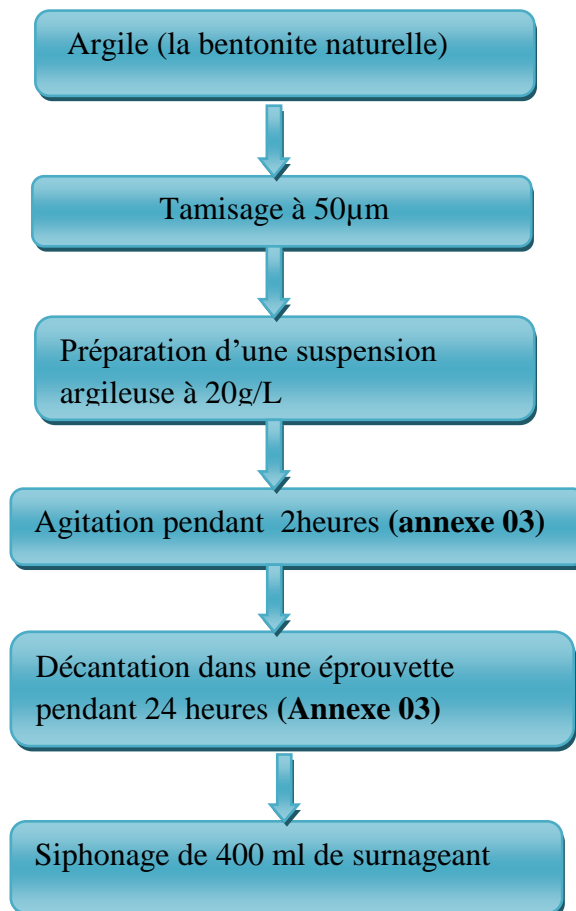 Argile (la bentonite naturelle)
Tamisage à 50µm
Préparation d’une suspension
argileuse à 20g/L
Agitation pendant 2heures (annexe 03)
Décantation dans une éprouvette
pendant 24 heures (Annexe 03)
Siphonage de 400 ml de surnageant